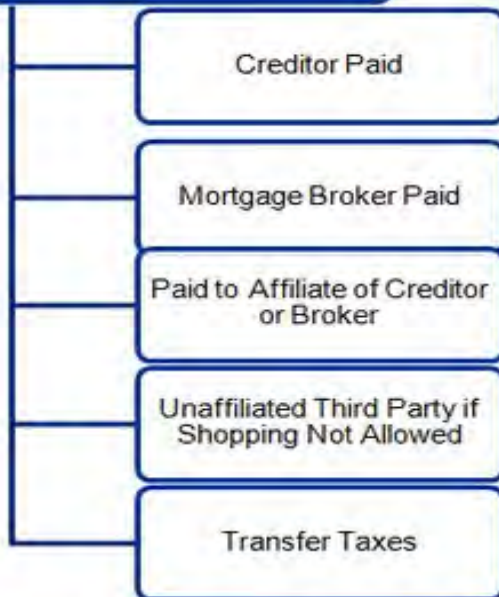 Creditor Paid
Mortgage Broker Paid
Paid to Affiliate of Creditor
or Broker
Unaffiliated Third Party if
Shopping Not Allowed
Transfer Taxes